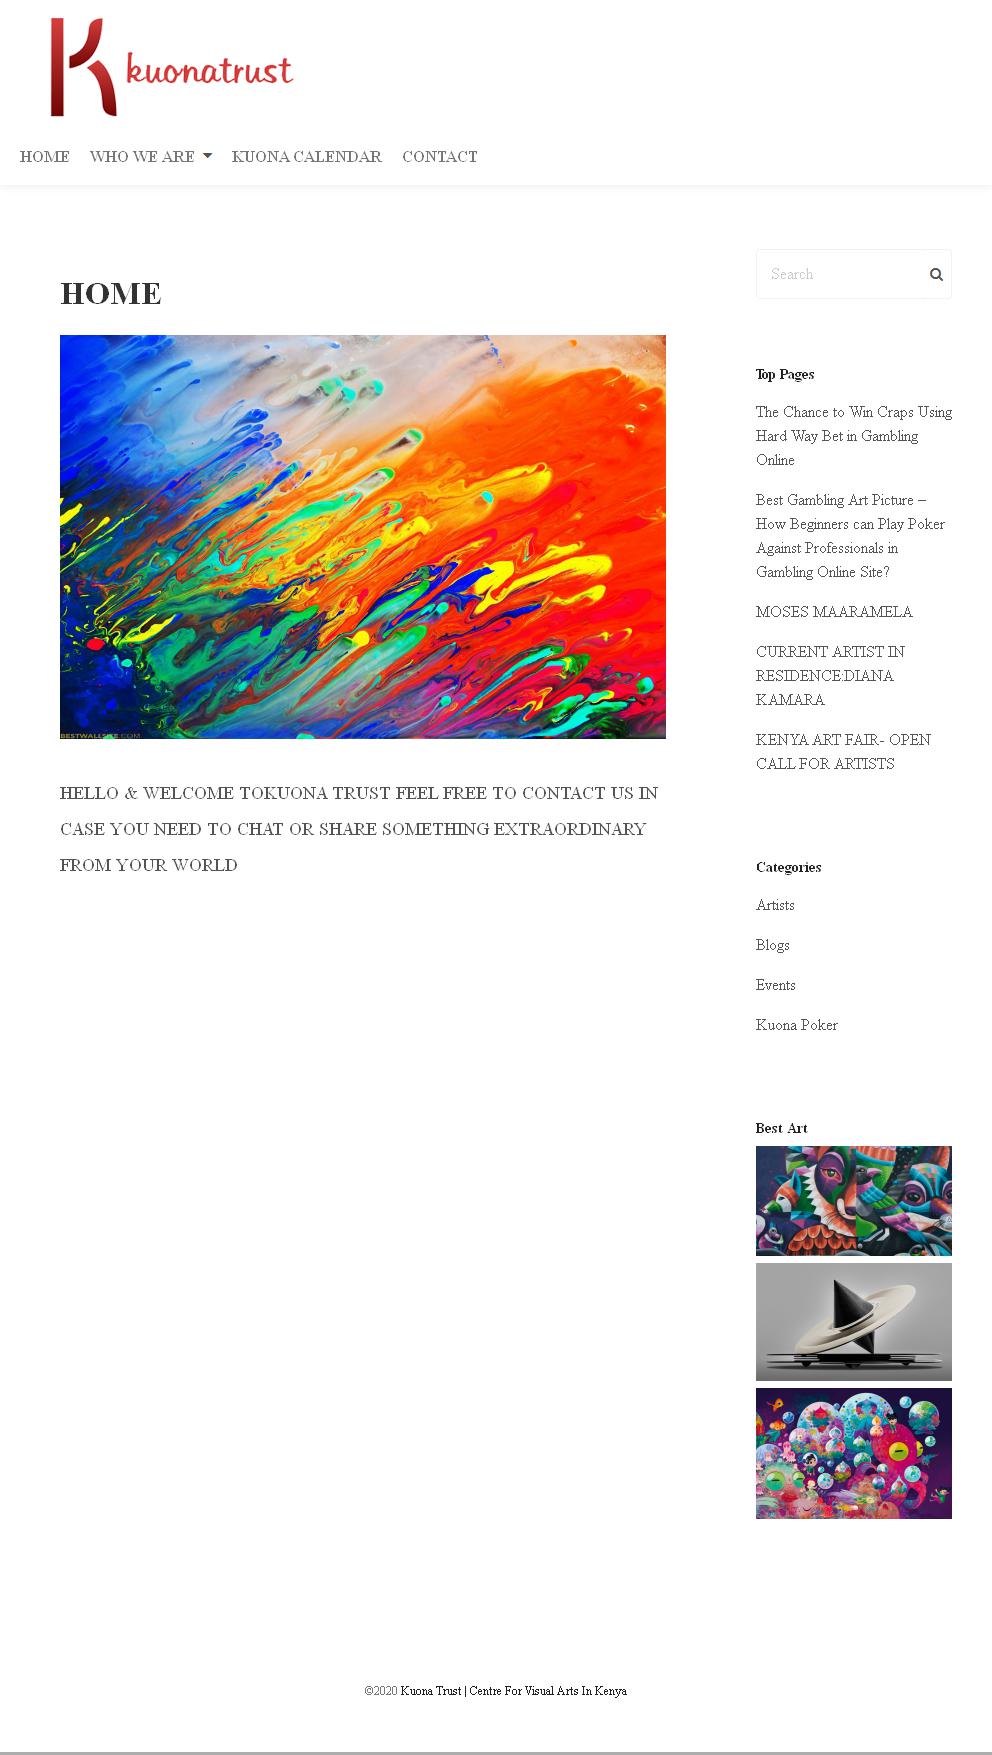 K kuonatrust
HOME WHO WE ARE KUONA CALENDAR CONTACT
Search
HOME
BESTWALLSITE.COM
HELLO & WELCOME TOKUONA TRUST FEEL FREE TO CONTACT US IN
CASE YOU NEED TO CHAT OR SHARE SOMETHING EXTRAORDINARY
FROM YOUR WORLD
Top Pages
The Chance to Win Craps Using
Hard Way Bet in Gambling
Online
Best Gambling Art Picture –
How Beginners can Play Poker
Against Professionals in
Gambling Online Site?
MOSES MAARAMELA
CURRENT ARTIST IN
RESIDENCE:DIANA
KAMARA
KENYA ART FAIR- OPEN
CALL FOR ARTISTS
Categories
Artists
Blogs
Events
Kuona Poker
Best Art
©2020 Kuona Trust | Centre For Visual Arts In Kenya